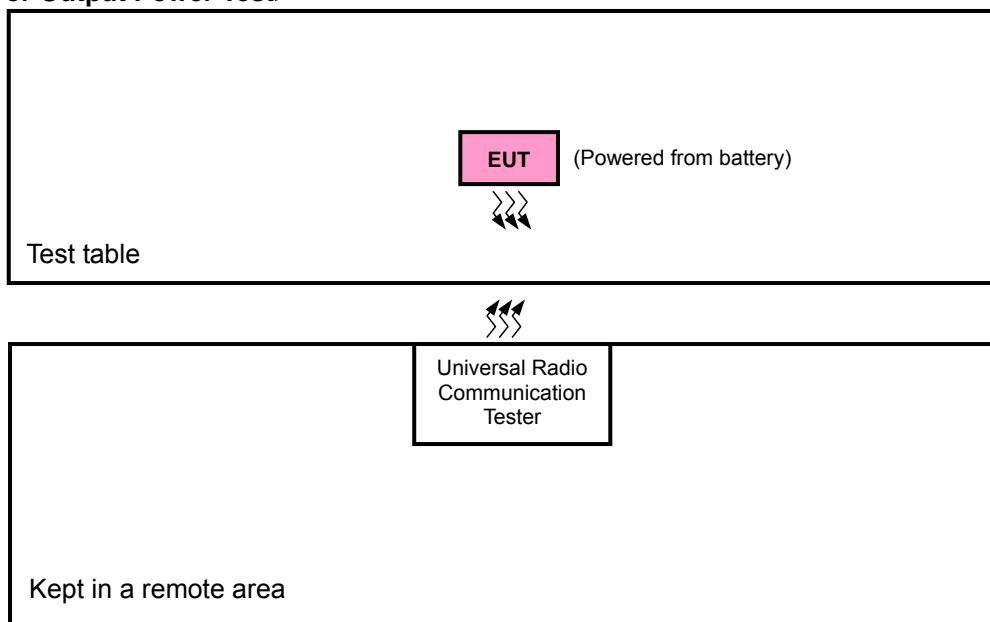 EUT
(Powered from battery)
Test table
Universal Radio
Communication
Tester
Kept in a remote area